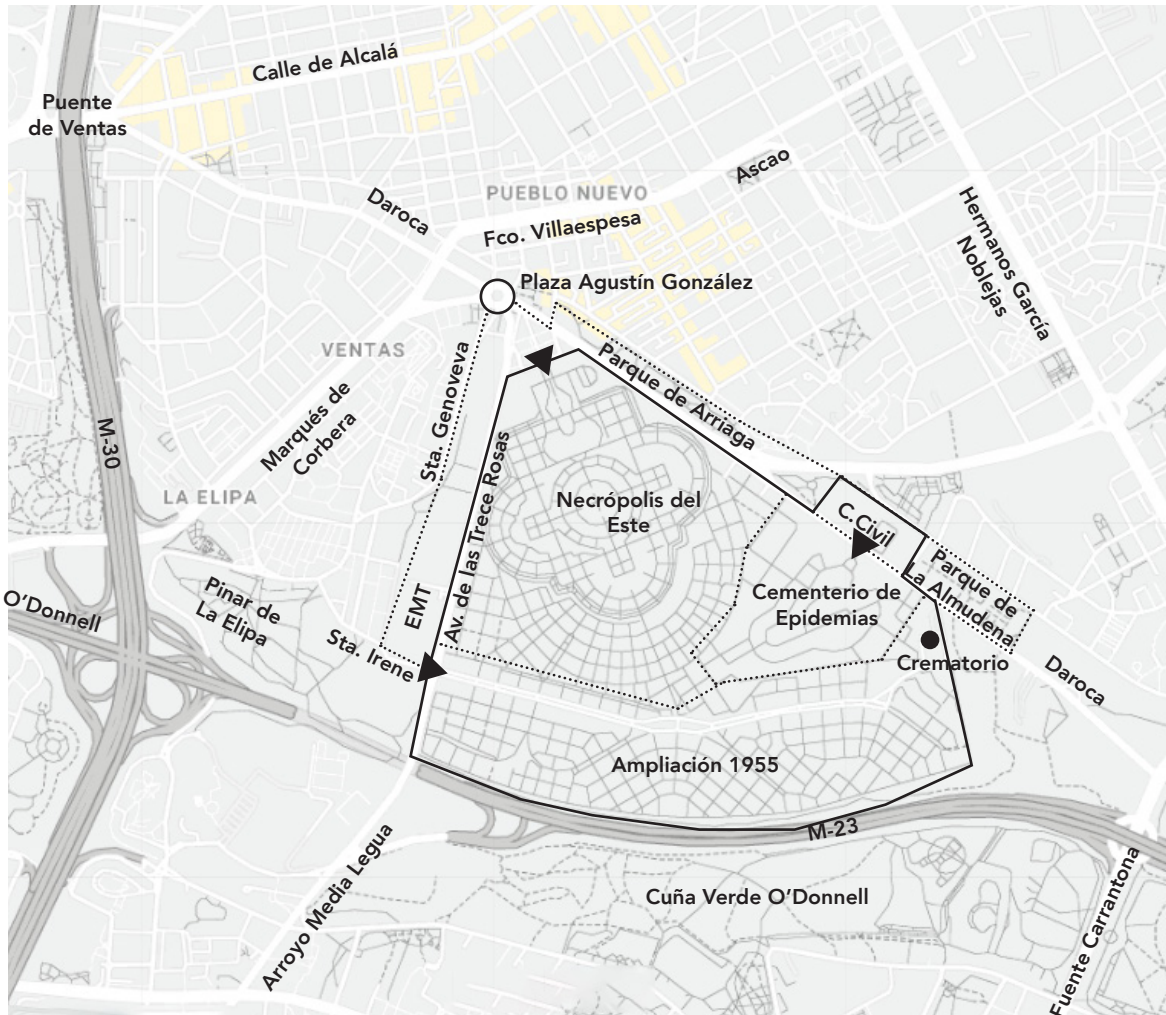 Calle de Alcalá
Puente
de Ventas
Ascao
Daroca
PUEBLO NUEVO
Fco. Villaespesa
Hermanos García
Noblejas
Plaza Agustín González
VENTAS
Sta. Genoveva
Parque de Arriaga
Marqués de
Corbera
M-30
Av. de las Trece Rosas
LA ELIPA
Necrópolis del
Este
C.Civil
Parque de
La Almudena
Pinar de
La Elipa
EMT
Cementerio de
Epidemias
O'Donnell
Sta. Irene
Crematorio
Daroca
Ampliación 1955
M-23
Arroyo Media Legua
Cuña Verde O'Donnell
Fuente Carrantona